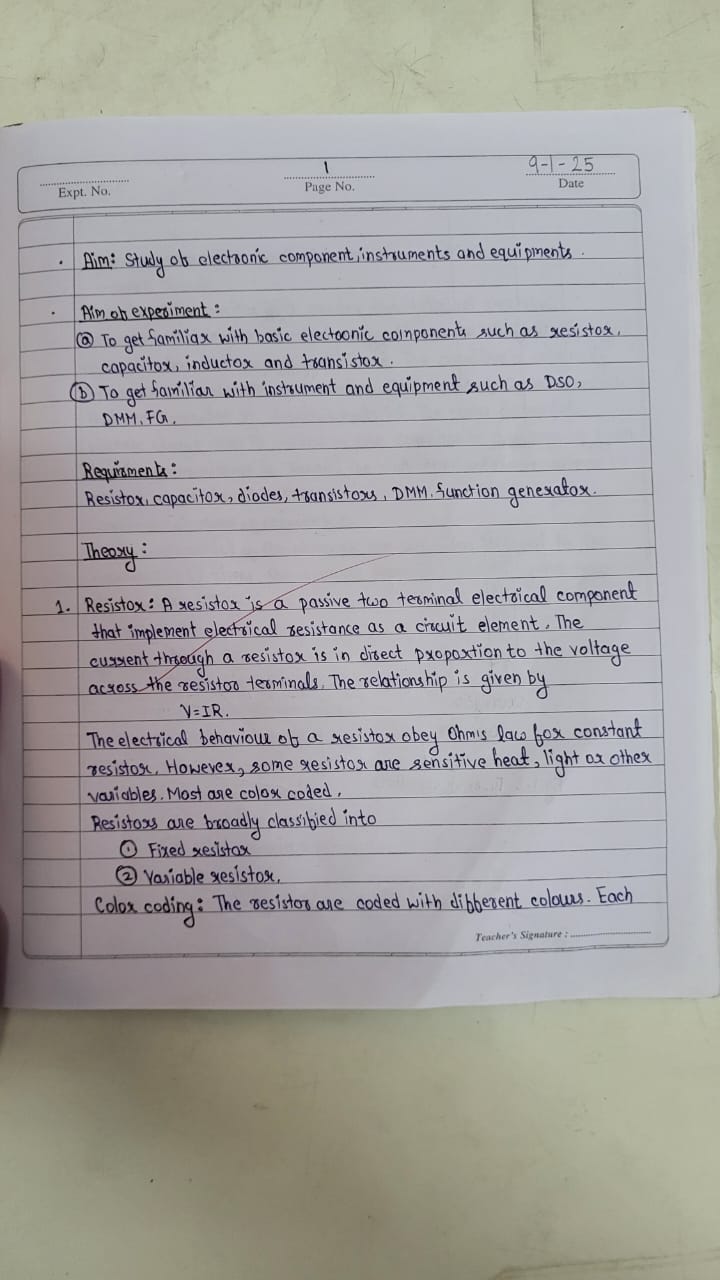 1
9-1-25
Expt. No.
Page No.
Date
Aim: Study of electronic component, instruments and equipments.
Aim of experiment:
(a) To get familiar with basic electronic components such as resistor,
capacitor, inductor and transistor.
(b) To get familiar with instrument and equipment such as DSO,
DMM, FG.
Requirments:
Resistor, capacitor, diodes, transistors, DMM. function generator.
Theory:
1. Resistor: A resistor is a passive two terminal electrical component
that implement electrical resistance as a circuit element. The
current through a resistor is in direct proportion to the voltage
across the resistor terminals. The relationship is given by
V=IR.
The electrical behaviour of a resistor obey Ohm's law for constant
resistor. However, some resistor are sensitive heat, light or other
variables. Most are color coded.
Resistors are broadly classified into
① Fixed resistor
② Variable resistor.
Color coding: The resistor are coded with different colours. Each
Teacher's Signature :